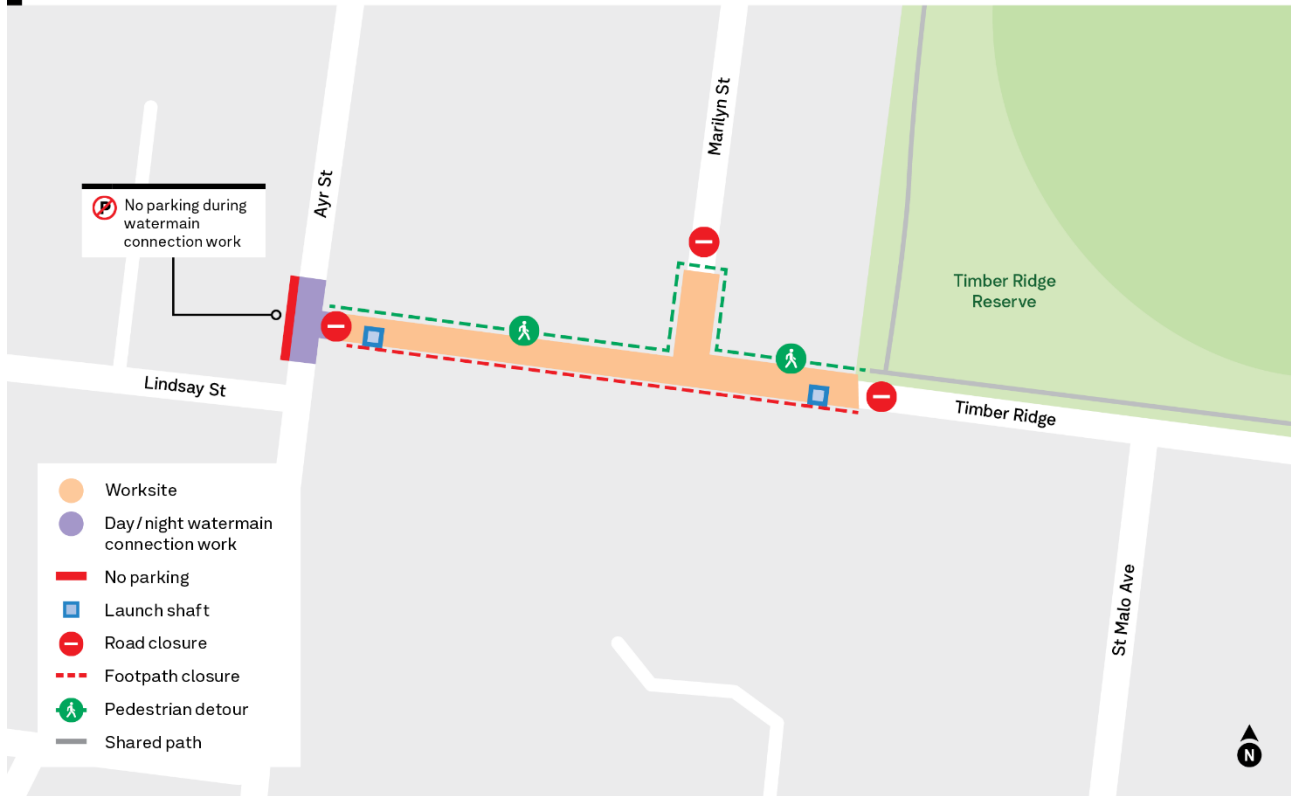 Marilyn St
Ayr St
P No parking during
watermain
connection work
Timber Ridge
Reserve
Lindsay St
Timber Ridge
St Malo Ave
Worksite
Day/night watermain
connection work
No parking
Launch shaft
Road closure
Footpath closure
Pedestrian detour
Shared path
N